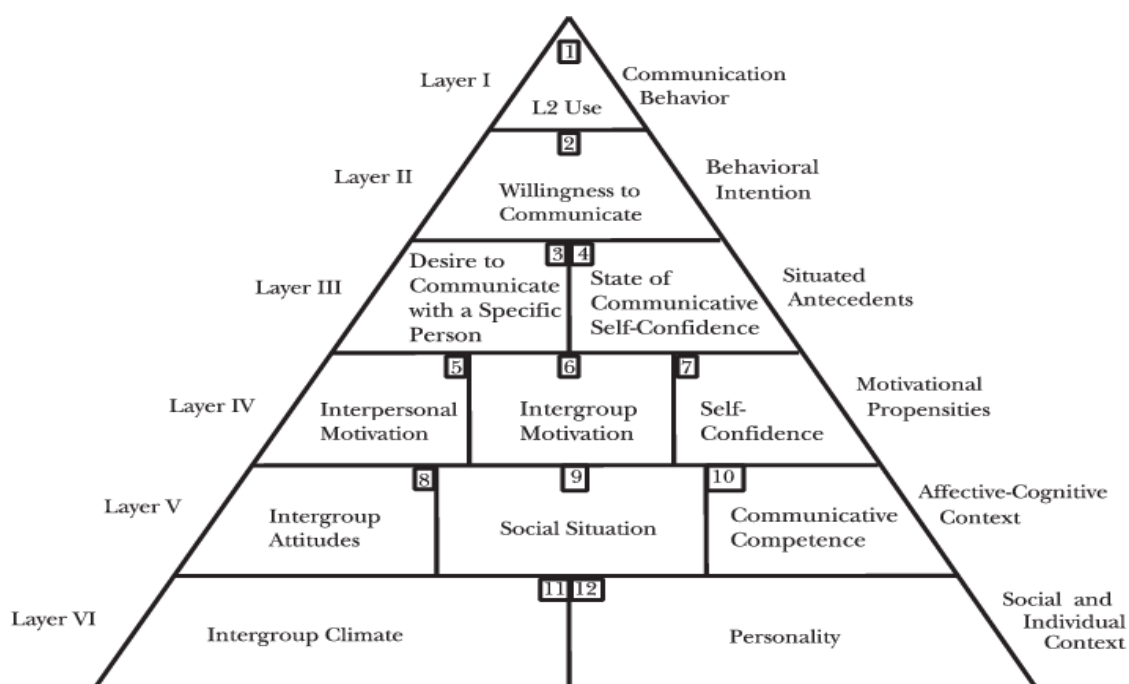 1
Layer I
L2 Use
Communication
Behavior
2
Layer II
Willingness to
Communicate
Behavioral
Intention
3 4
Layer III
Desire to
Communicate
with a Specific
Person
State of
Communicative
Self-Confidence
Situated
Antecedents
5 6 7
Layer IV
Interpersonal
Motivation
Intergroup
Motivation
Self-
Confidence
Motivational
Propensities
8 9 10
Layer V
Intergroup
Attitudes
Social Situation
Communicative
Competence
Affective-Cognitive
Context
11 12
Layer VI
Intergroup Climate
Personality
Social and
Individual
Context